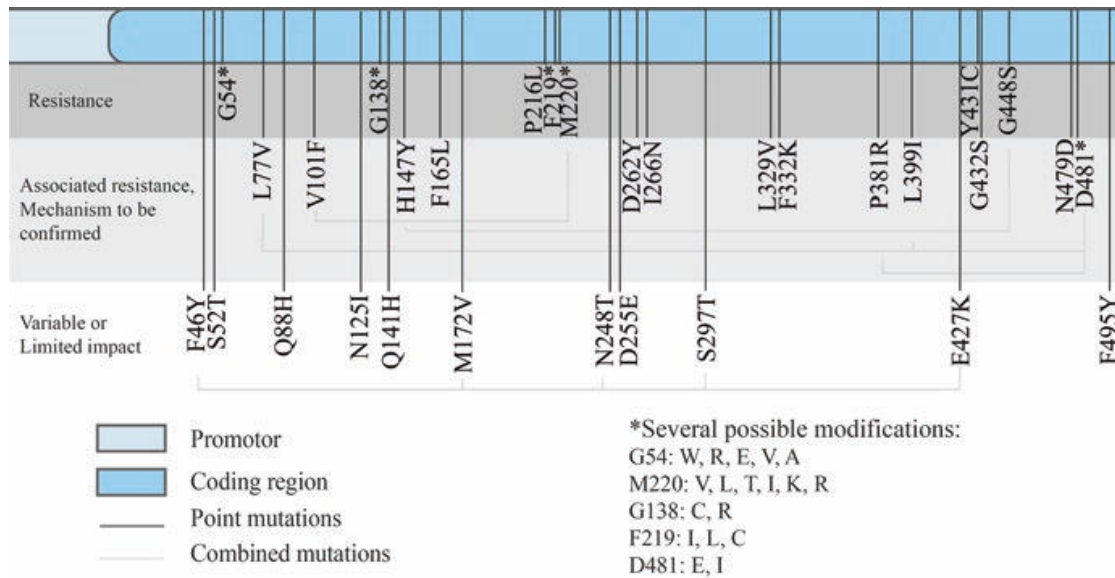 Resistance
G54*
G138*
P216L
F219*
M220*
Y431C
G448S
Associated resistance,
Mechanism to be
confirmed
L77V
V101F
H147Y
F165L
D262Y
I266N
L329V
F332K
P381R
L399I
G432S
N479D
D481*
Variable or
Limited impact
F46Y
S52T
Q88H
N125I
Q141H
M172V
N248T
D255E
S297T
E427K
F495Y
Promotor
Coding region
Point mutations
Combined mutations
*Several possible modifications:
G54: W, R, E, V, A
M220: V, L, T, I, K, R
G138: C, R
F219: I, L, C
D481: E, I